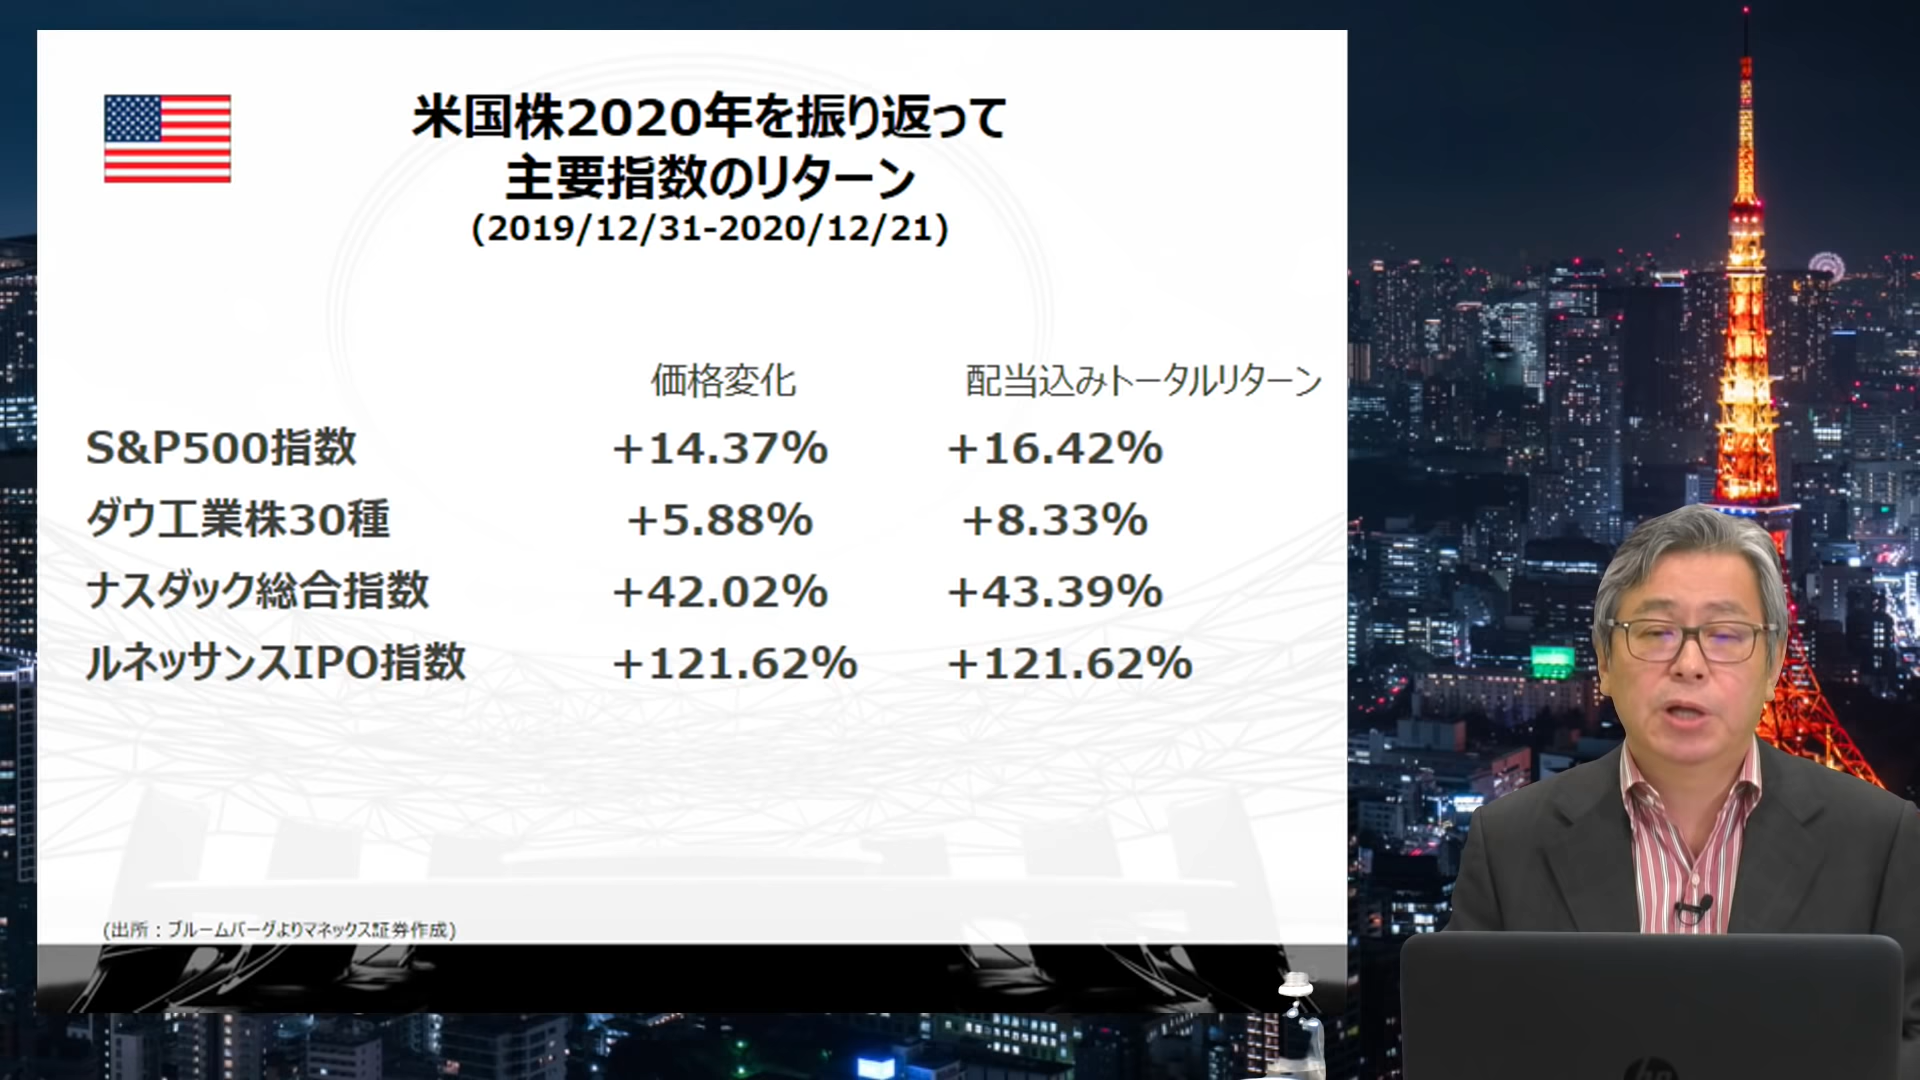 米国株2020年を振り返って
主要指数のリターン
(2019/12/31-2020/12/21)
価格変化 配当込みトータルリターン
S&P500指数 +14.37% +16.42%
ダウ工業株30種 +5.88% +8.33%
ナスダック総合指数 +42.02% +43.39%
ルネッサンスIPO指数 +121.62% +121.62%
(出所：ブルームバーグよりマネックス証券作成)
hp